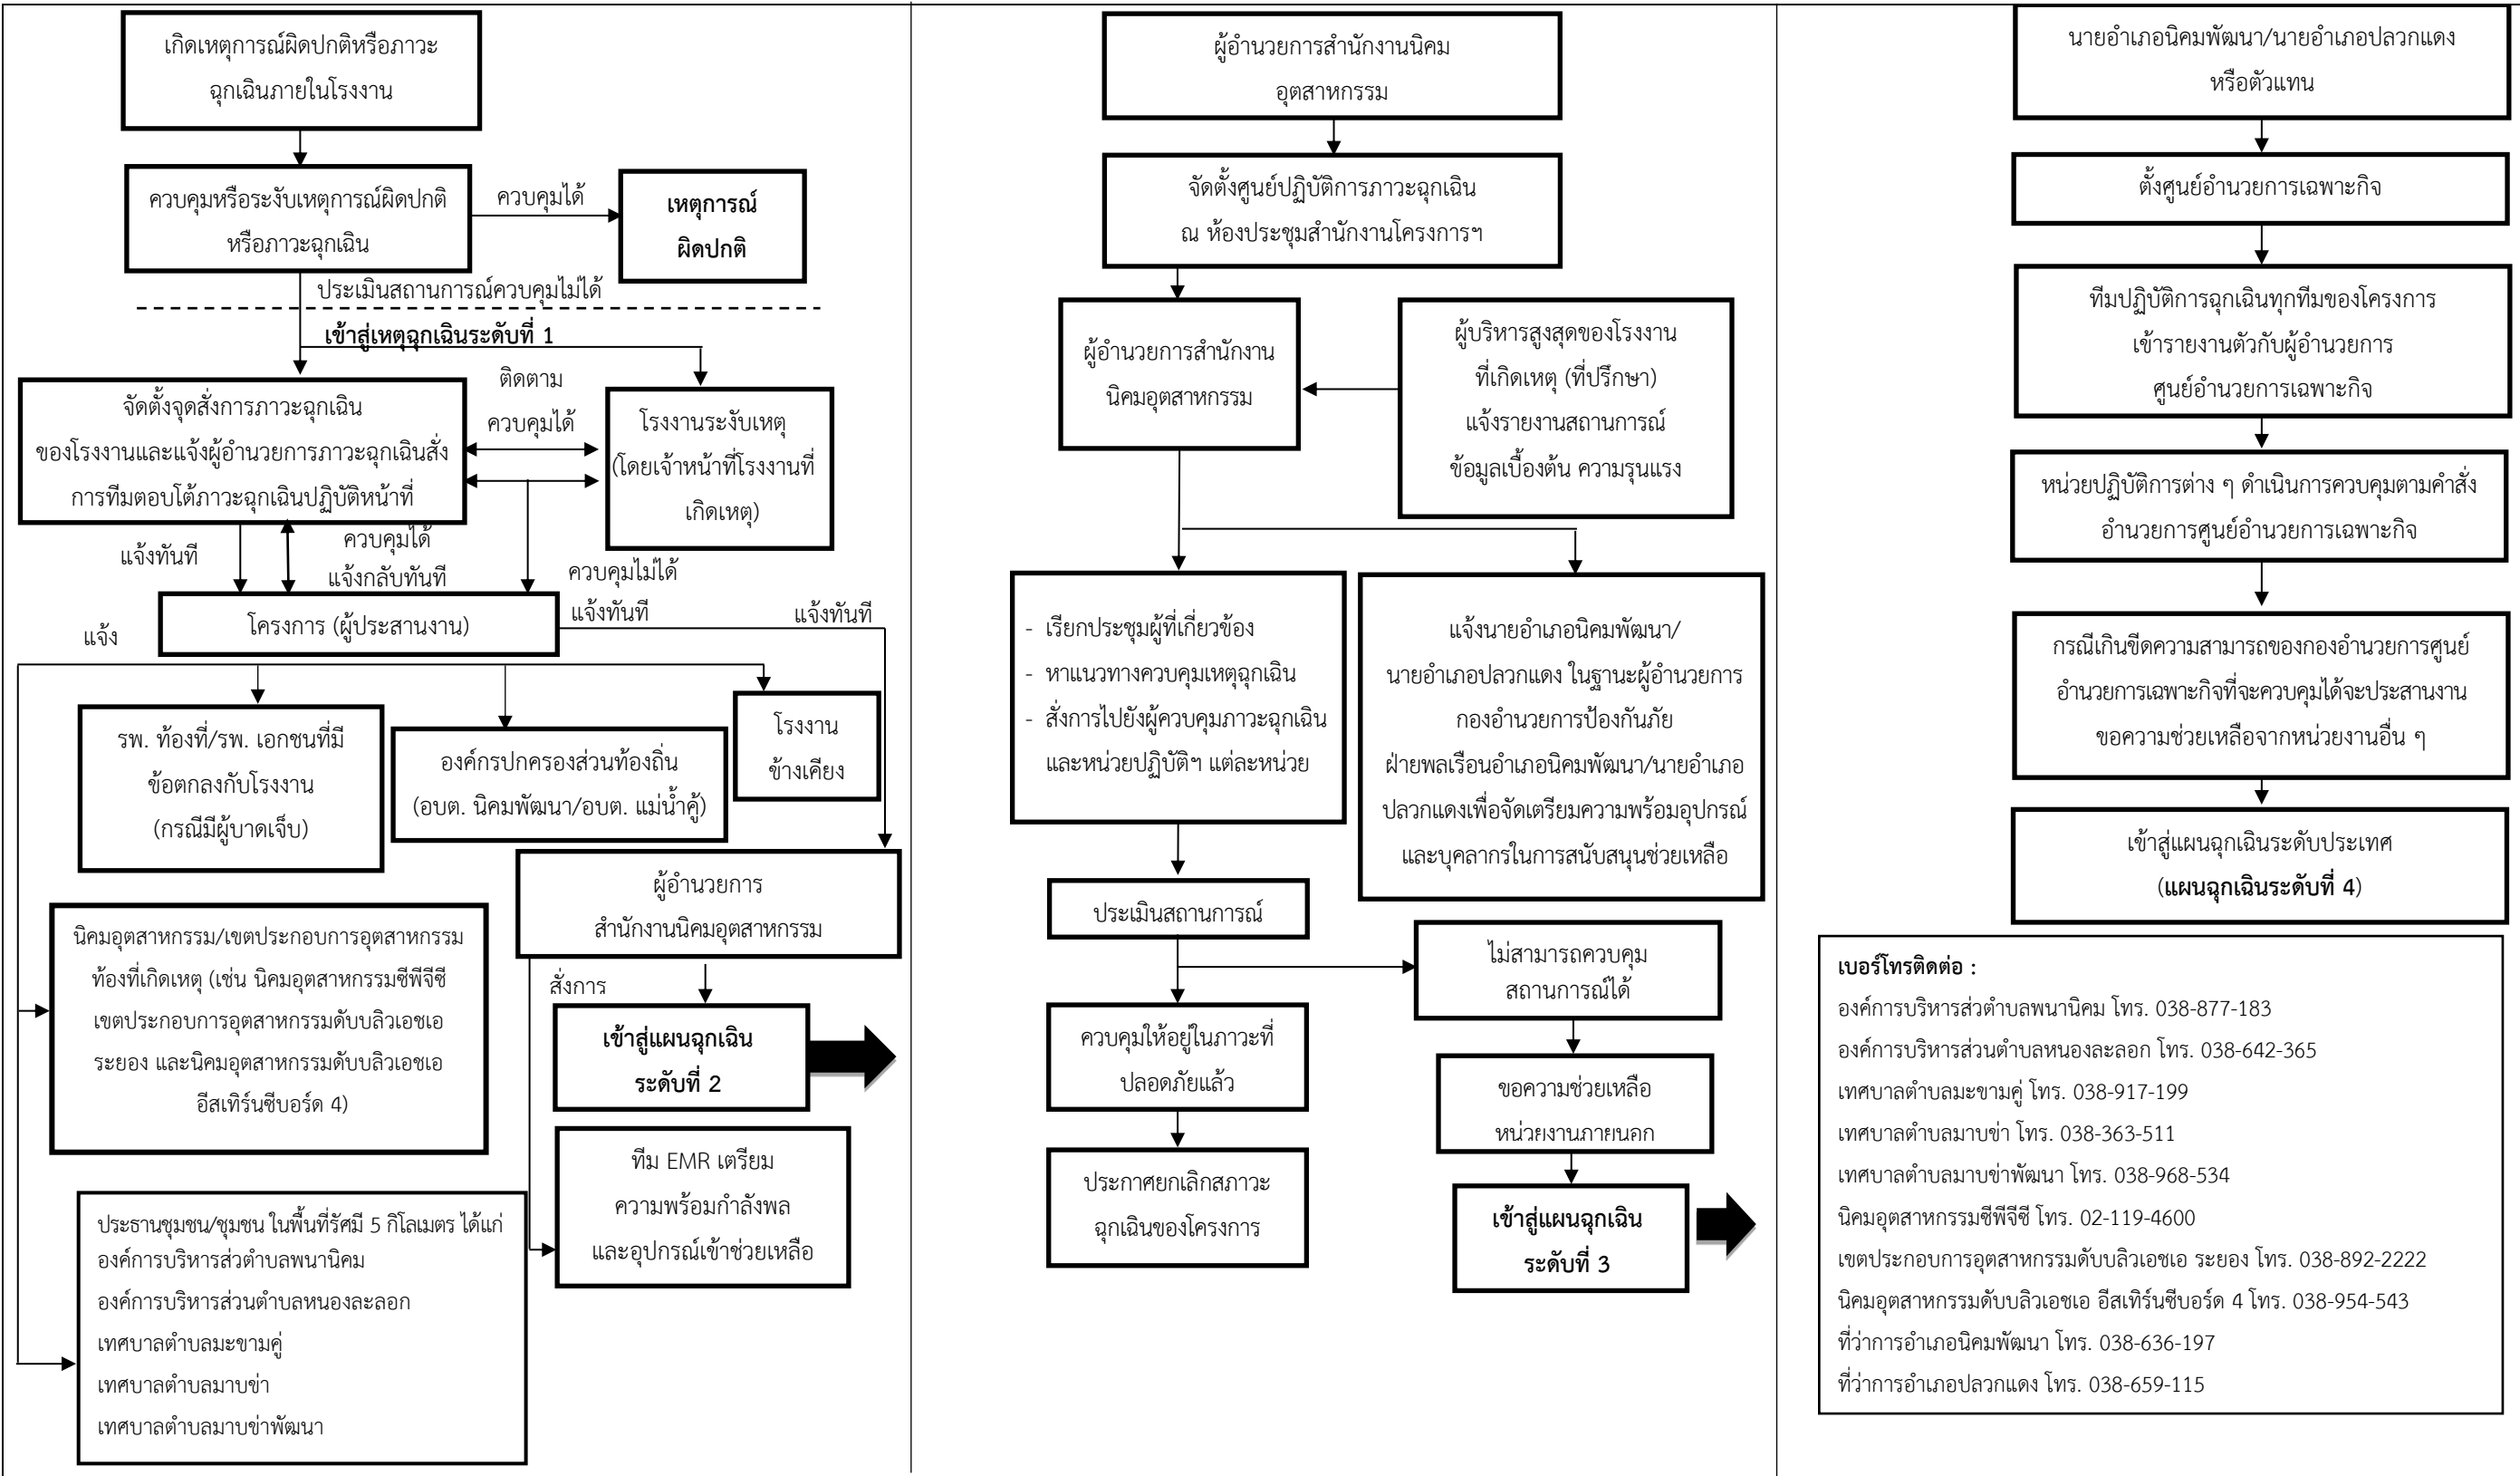 เกิดเหตุการณ์ผิดปกติหรือภาวะ
ฉุกเฉินภายในโรงงาน
ควบคุมหรือระงับเหตุการณ์ผิดปกติ
หรือภาวะฉุกเฉิน
ควบคุมได้
เหตุการณ์
ผิดปกติ
ประเมินสถานการณ์ควบคุมไม่ได้
เข้าสู่เหตุฉุกเฉินระดับที่ 1
จัดตั้งจุดสั่งการภาวะฉุกเฉิน
ของโรงงานและแจ้งผู้อำนวยการภาวะฉุกเฉินสั่ง
การทีมตอบโต้ภาวะฉุกเฉินปฏิบัติหน้าที่
ติดตาม
ควบคุมได้
โรงงานระงับเหตุ
(โดยเจ้าหน้าที่โรงงานที่
เกิดเหตุ)
แจ้งทันที
ควบคุมได้
แจ้งกลับทันที
ควบคุมไม่ได้
แจ้งทันที
แจ้งทันที
แจ้ง
โครงการ (ผู้ประสานงาน)
รพ. ท้องที่/รพ. เอกชนที่มี
ข้อตกลงกับโรงงาน
(กรณีมีผู้บาดเจ็บ)
องค์กรปกครองส่วนท้องถิ่น
(อบต. นิคมพัฒนา/อบต. แม่น้ำคู้)
โรงงาน
ข้างเคียง
ผู้อำนวยการ
สำนักงานนิคมอุตสาหกรรม
นิคมอุตสาหกรรม/เขตประกอบการอุตสาหกรรม
ท้องที่เกิดเหตุ (เช่น นิคมอุตสาหกรรมซีพีจีซี
เขตประกอบการอุตสาหกรรมดับบลิวเอชเอ
ระยอง และนิคมอุตสาหกรรมดับบลิวเอชเอ
อีสเทิร์นซีบอร์ด 4)
สั่งการ
เข้าสู่แผนฉุกเฉิน
ระดับที่ 2
ทีม EMR เตรียม
ความพร้อมกำลังพล
และอุปกรณ์เข้าช่วยเหลือ
ประธานชุมชน/ชุมชน ในพื้นที่รัศมี 5 กิโลเมตร ได้แก่
องค์การบริหารส่วตำบลพนานิคม
องค์การบริหารส่วนตำบลหนองละลอก
เทศบาลตำบลมะขามคู่
เทศบาลตำบลมาบข่า
เทศบาลตำบลมาบข่าพัฒนา
ผู้อำนวยการสำนักงานนิคม
อุตสาหกรรม
จัดตั้งศูนย์ปฏิบัติการภาวะฉุกเฉิน
ณ ห้องประชุมสำนักงานโครงการฯ
ผู้อำนวยการสำนักงาน
นิคมอุตสาหกรรม
ผู้บริหารสูงสุดของโรงงาน
ที่เกิดเหตุ (ที่ปรึกษา)
แจ้งรายงานสถานการณ์
ข้อมูลเบื้องต้น ความรุนแรง
- เรียกประชุมผู้ที่เกี่ยวข้อง
- หาแนวทางควบคุมเหตุฉุกเฉิน
- สั่งการไปยังผู้ควบคุมภาวะฉุกเฉิน
และหน่วยปฏิบัติฯ แต่ละหน่วย
แจ้งนายอำเภอนิคมพัฒนา/
นายอำเภอปลวกแดง ในฐานะผู้อำนวยการ
กองอำนวยการป้องกันภัย
ฝ่ายพลเรือนอำเภอนิคมพัฒนา/นายอำเภอ
ปลวกแดงเพื่อจัดเตรียมความพร้อมอุปกรณ์
และบุคลากรในการสนับสนุนช่วยเหลือ
ประเมินสถานการณ์
ไม่สามารถควบคุม
สถานการณ์ได้
ควบคุมให้อยู่ในภาวะที่
ปลอดภัยแล้ว
ขอความช่วยเหลือ
หน่วยงานภายนอก
ประกาศยกเลิกสภาวะ
ฉุกเฉินของโครงการ
เข้าสู่แผนฉุกเฉิน
ระดับที่ 3
นายอำเภอนิคมพัฒนา/นายอำเภอปลวกแดง
หรือตัวแทน
ตั้งศูนย์อำนวยการเฉพาะกิจ
ทีมปฏิบัติการฉุกเฉินทุกทีมของโครงการ
เข้ารายงานตัวกับผู้อำนวยการ
ศูนย์อำนวยการเฉพาะกิจ
หน่วยปฏิบัติการต่าง ๆ ดำเนินการควบคุมตามคำสั่ง
อำนวยการศูนย์อำนวยการเฉพาะกิจ
กรณีเกินขีดความสามารถของกองอำนวยการศูนย์
อำนวยการเฉพาะกิจที่จะควบคุมได้จะประสานงาน
ขอความช่วยเหลือจากหน่วยงานอื่น ๆ
เข้าสู่แผนฉุกเฉินระดับประเทศ
(แผนฉุกเฉินระดับที่ 4)
เบอร์โทรติดต่อ :
องค์การบริหารส่วตำบลพนานิคม โทร. 038-877-183
องค์การบริหารส่วนตำบลหนองละลอก โทร. 038-642-365
เทศบาลตำบลมะขามคู่ โทร. 038-917-199
เทศบาลตำบลมาบข่า โทร. 038-363-511
เทศบาลตำบลมาบข่าพัฒนา โทร. 038-968-534
นิคมอุตสาหกรรมซีพีจีซี โทร. 02-119-4600
เขตประกอบการอุตสาหกรรมดับบลิวเอชเอ ระยอง โทร. 038-892-2222
นิคมอุตสาหกรรมดับบลิวเอชเอ อีสเทิร์นซีบอร์ด 4 โทร. 038-954-543
ที่ว่าการอำเภอนิคมพัฒนา โทร. 038-636-197
ที่ว่าการอำเภอปลวกแดง โทร. 038-659-115